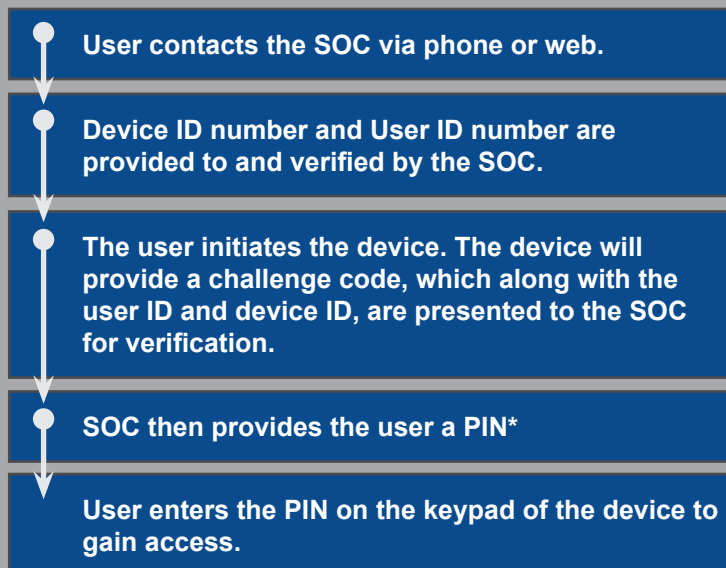 User contacts the SOC via phone or web.
Device ID number and User ID number are
provided to and verified by the SOC.
The user initiates the device. The device will
provide a challenge code, which along with the
user ID and device ID, are presented to the SOC
for verification.
SOC then provides the user a PIN*
User enters the PIN on the keypad of the device to
gain access.